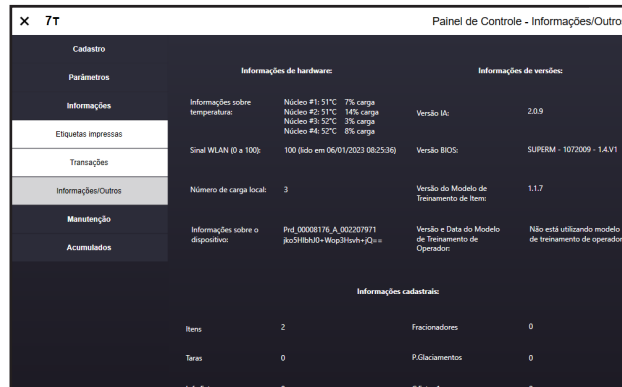 × 7T Painel de Controle - Informações/Outros
Cadastro
Parâmetros
Informações
Etiquetas impressas
Transações
Informações/Outros
Manutenção
Acumulados
Informações de hardware:
Informações sobre temperatura:
Núcleo #1: 51°C 7% carga
Núcleo #2: 51°C 14% carga
Núcleo #3: 52°C 3% carga
Núcleo #4: 52°C 8% carga
Sinal WLAN (0 a 100): 100 (lido em 06/01/2023 08:25:36)
Número de carga local: 3
Informações sobre o dispositivo:
Prd_00008176_A_002207971
jko5HlbhJ0+Wop3Hsvh+jQ==
Informações de versões:
Versão IA: 2.0.9
Versão BIOS: SUPERM - 1072009 - 1.4.V1
Versão do Modelo de
Treinamento de Item:
1.1.7
Versão e Data do Modelo
de Treinamento de
Operador:
Não está utilizando modelo
de treinamento de operador
Informações cadastrais:
Itens 2 Fracionadores 0
Taras 0 P.Glaciamentos 0